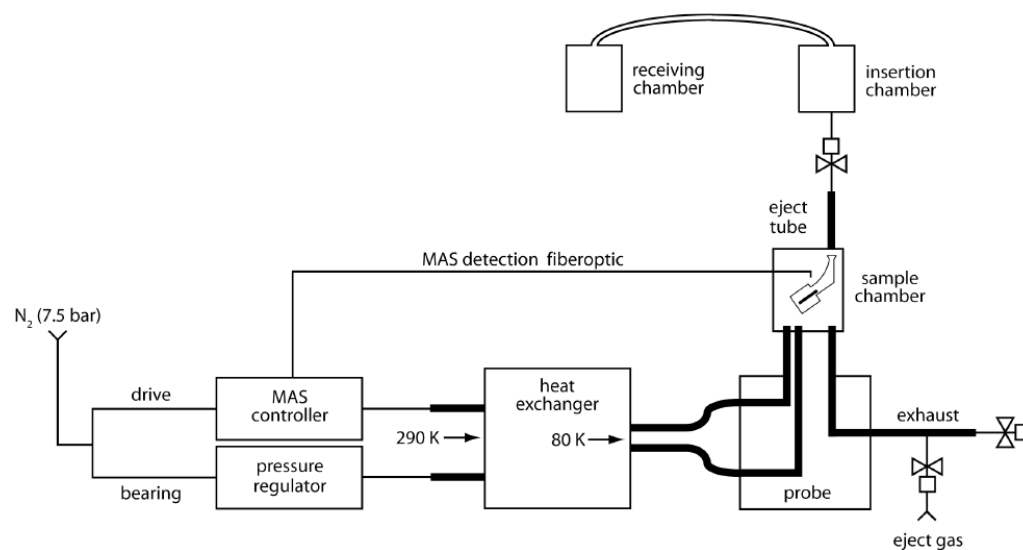 receiving
chamber
insertion
chamber
eject
tube
MAS detection fiberoptic
sample
chamber
N2 (7.5 bar)
drive
MAS
controller
heat
exchanger
exhaust
290 K
80 K
bearing
pressure
regulator
probe
eject gas